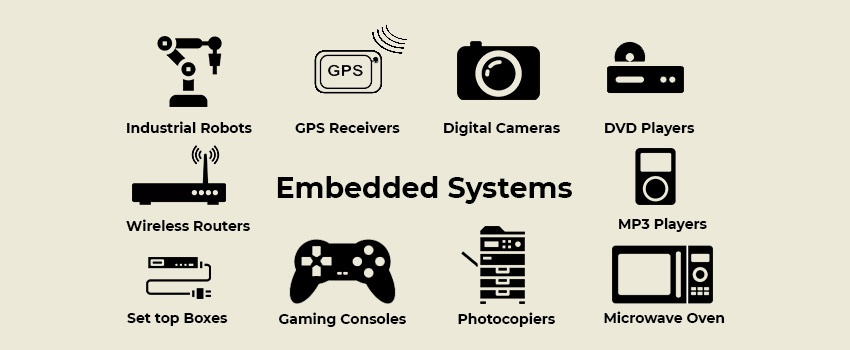 GPS
Industrial Robots
GPS Receivers
Digital Cameras
DVD Players
Embedded Systems
Wireless Routers
MP3 Players
Set top Boxes
Gaming Consoles
Photocopiers
Microwave Oven